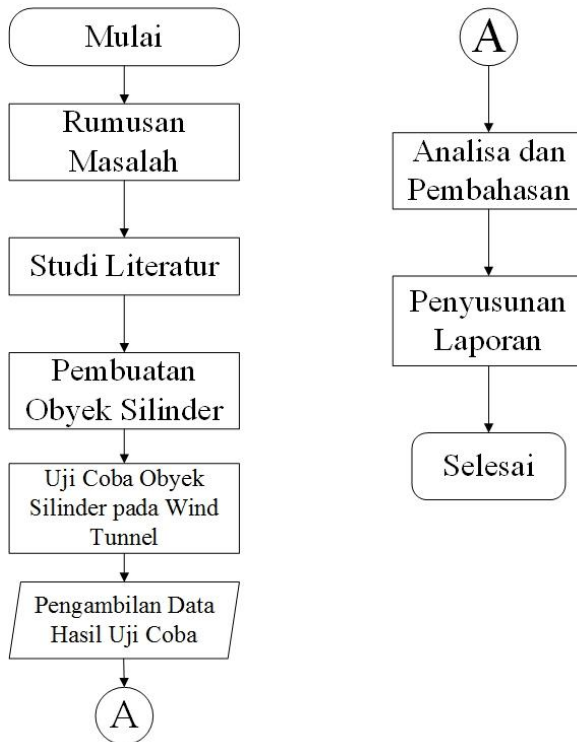 Mulai
Rumusan
Masalah
Studi Literatur
Pembuatan
Obyek Silinder
Uji Coba Obyek
Silinder pada Wind
Tunnel
Pengambilan Data
Hasil Uji Coba
A
A
Analisa dan
Pembahasan
Penyusunan
Laporan
Selesai